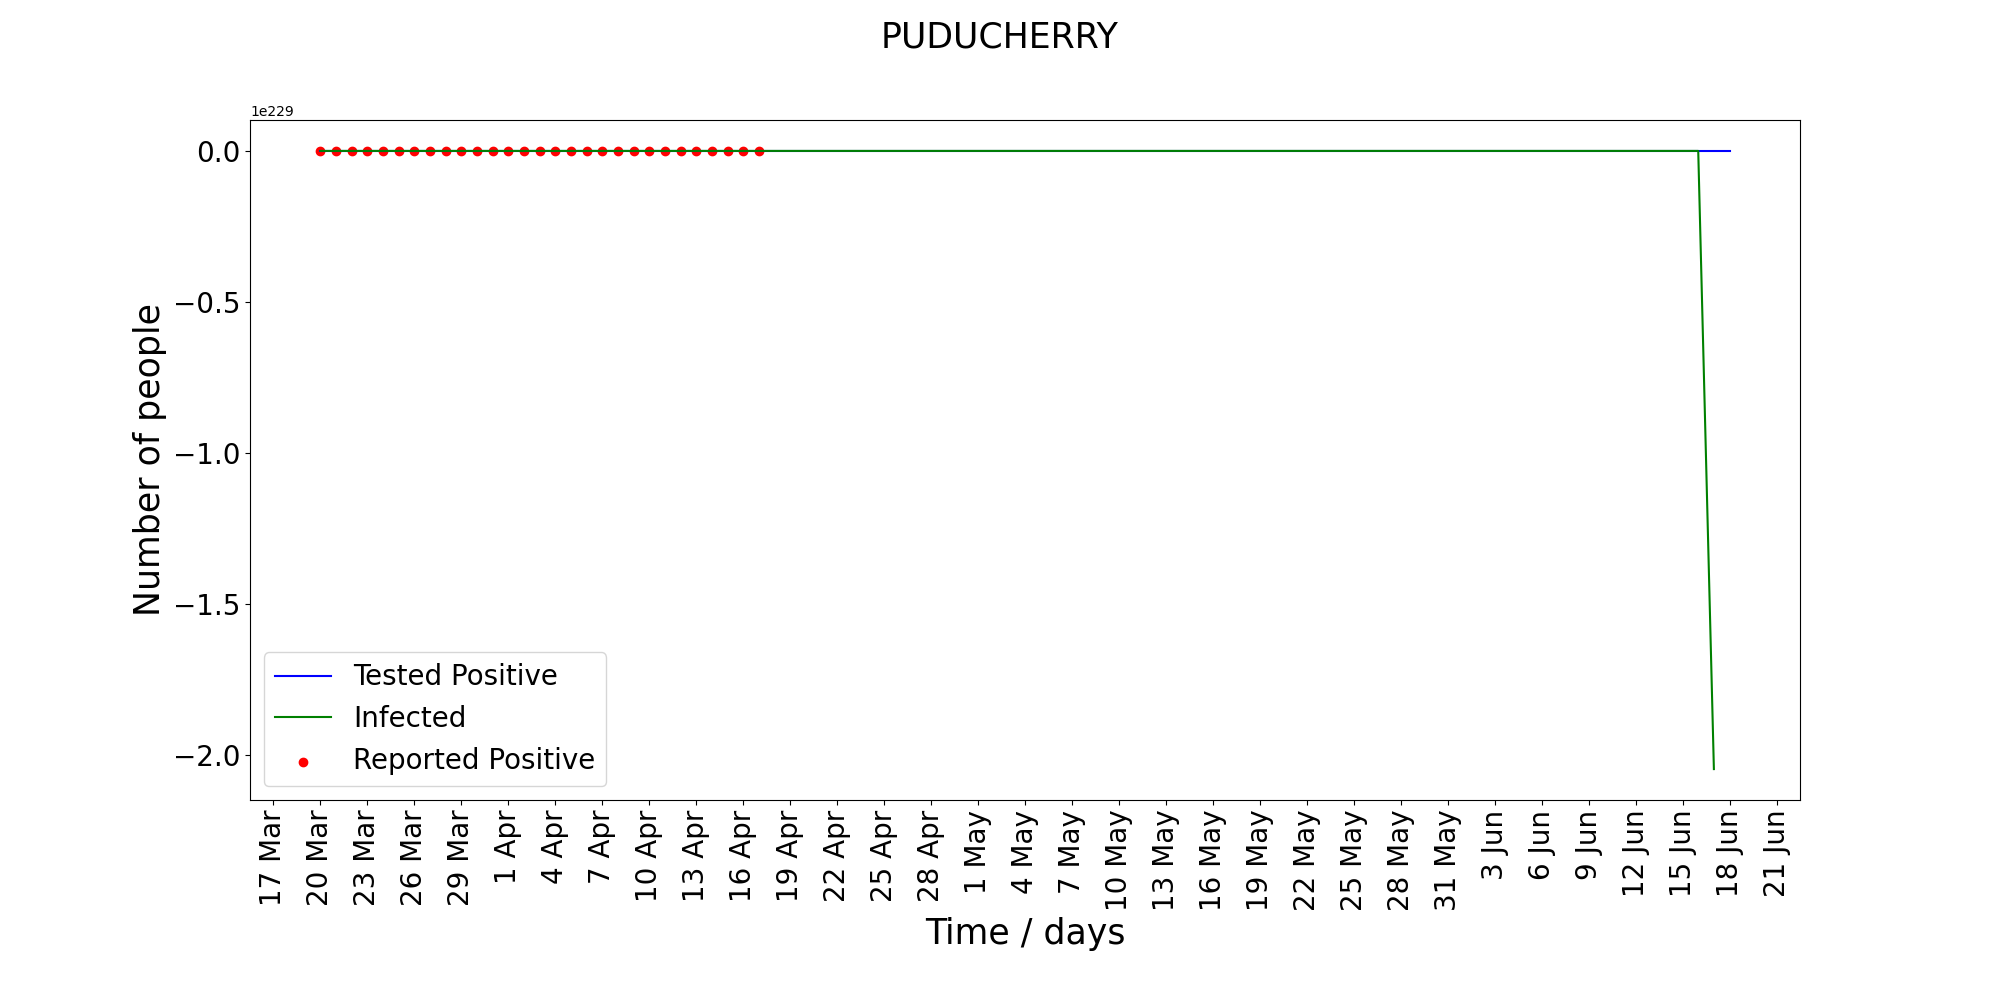 PUDUCHERRY
1e229
0.0
−0.5
−1.0
−1.5
−2.0
Number of people
Tested Positive
Infected
Reported Positive
17 Mar
20 Mar
23 Mar
26 Mar
29 Mar
1 Apr
4 Apr
7 Apr
10 Apr
13 Apr
16 Apr
19 Apr
22 Apr
25 Apr
28 Apr
1 May
4 May
7 May
10 May
13 May
16 May
19 May
22 May
25 May
28 May
31 May
3 Jun
6 Jun
9 Jun
12 Jun
15 Jun
18 Jun
21 Jun
Time / days